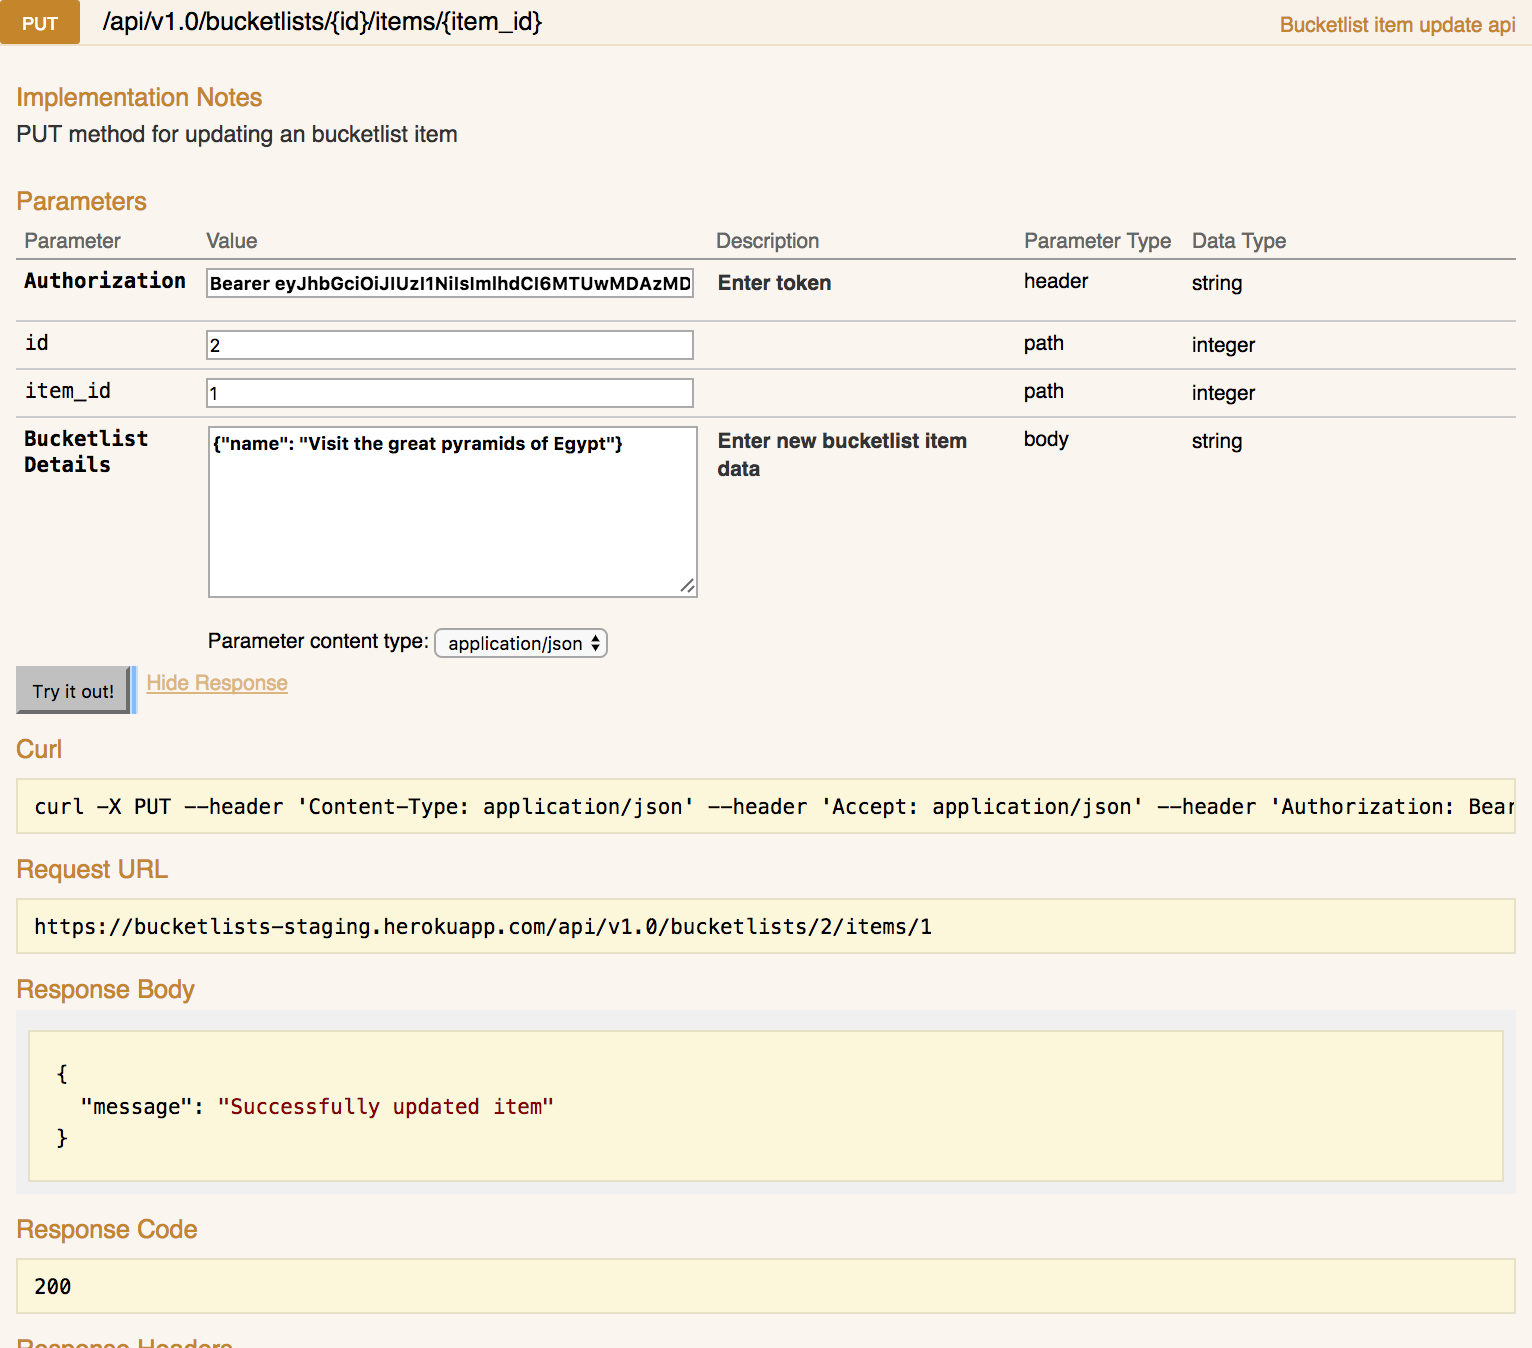 PUT /api/v1.0/bucketlists/{id}/items/{item_id} Bucketlist item update api
Implementation Notes
PUT method for updating an bucketlist item
Parameters
Parameter Value Description Parameter Type Data Type
Authorization Bearer eyJhbGciOiJIUzI1NiIsImlhdCI6MTUwMDAzMD Enter token header string
id 2 path integer
item_id 1 path integer
Bucketlist Details {"name": "Visit the great pyramids of Egypt"} Enter new bucketlist item data body string
Parameter content type: application/json
Try it out! Hide Response
Curl
curl -X PUT --header 'Content-Type: application/json' --header 'Accept: application/json' --header 'Authorization: Bear
Request URL
https://bucketlists-staging.herokuapp.com/api/v1.0/bucketlists/2/items/1
Response Body
{
"message": "Successfully updated item"
}
Response Code
200
Response Headers